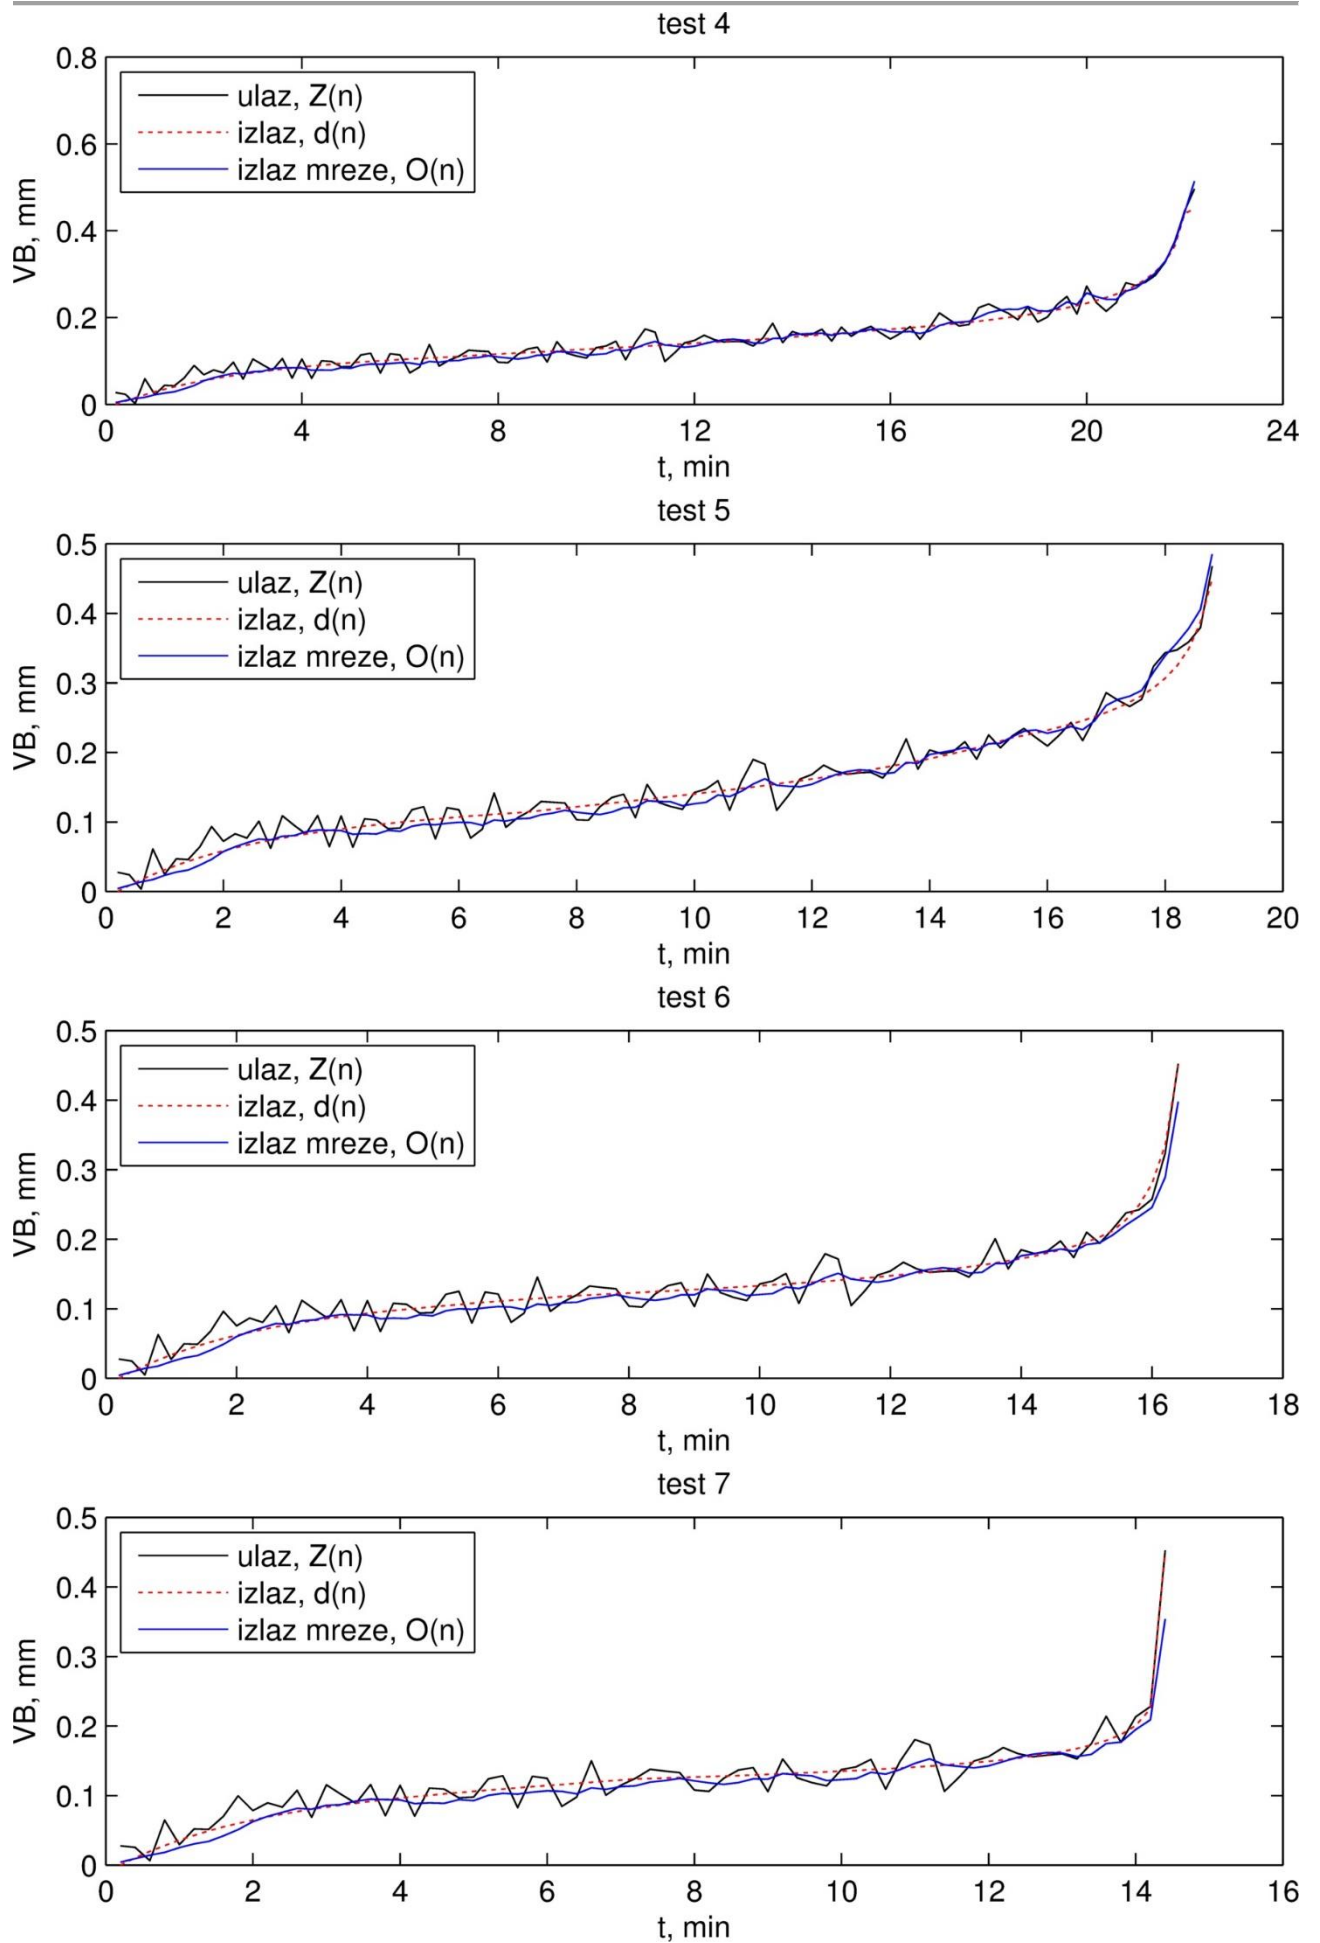 test 4
0.8
ulaz, Z(n)
izlaz, d(n)
izlaz mreze, O(n)
0.6
0.4
0.2
0
VB, mm
0 4 8 12 16 20 24
t, min
test 5
0.5
ulaz, Z(n)
izlaz, d(n)
izlaz mreze, O(n)
0.4
0.3
0.2
0.1
0
VB, mm
0 2 4 6 8 10 12 14 16 18 20
t, min
test 6
0.5
ulaz, Z(n)
izlaz, d(n)
izlaz mreze, O(n)
0.4
0.3
0.2
0.1
0
VB, mm
0 2 4 6 8 10 12 14 16 18
t, min
test 7
0.5
ulaz, Z(n)
izlaz, d(n)
izlaz mreze, O(n)
0.4
0.3
0.2
0.1
0
VB, mm
0 2 4 6 8 10 12 14 16
t, min